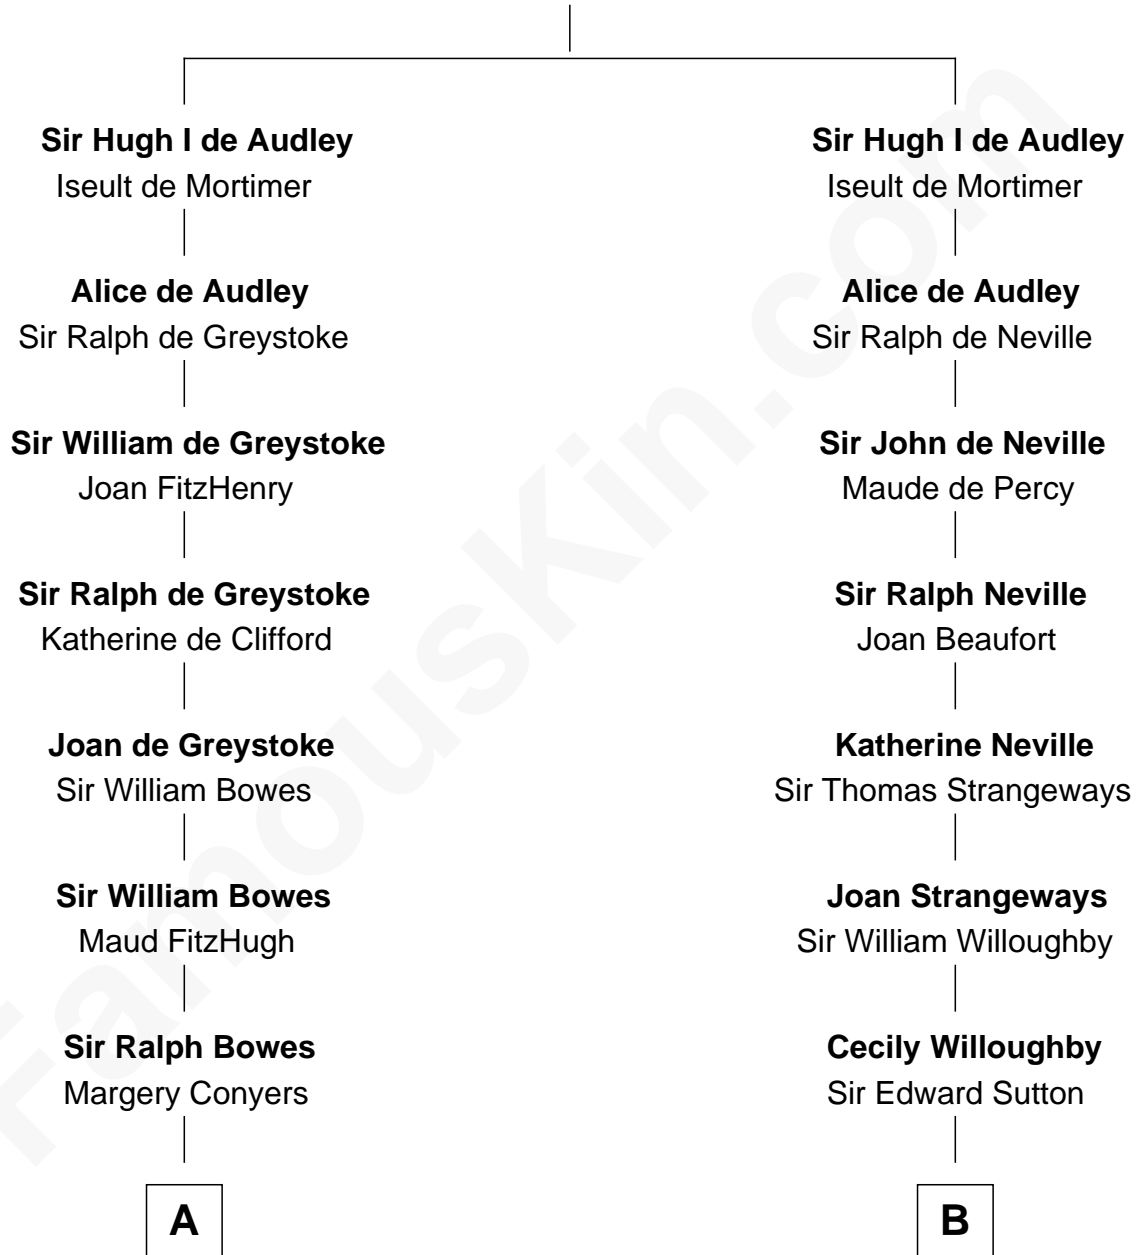 Sir Hugh I de Audley
Iseult de Mortimer
Alice de Audley
Sir Ralph de Greystoke
Sir William de Greystoke
Joan FitzHenry
Sir Ralph de Greystoke
Katherine de Clifford
Joan de Greystoke
Sir William Bowes
Sir William Bowes
Maud FitzHugh
Sir Ralph Bowes
Margery Conyers
A
Sir Hugh I de Audley
Iseult de Mortimer
Alice de Audley
Sir Ralph de Neville
Sir John de Neville
Maude de Percy
Sir Ralph Neville
Joan Beaufort
Katherine Neville
Sir Thomas Strangeways
Joan Strangeways
Sir William Willoughby
Cecily Willoughby
Sir Edward Sutton
B
FamousKin.com